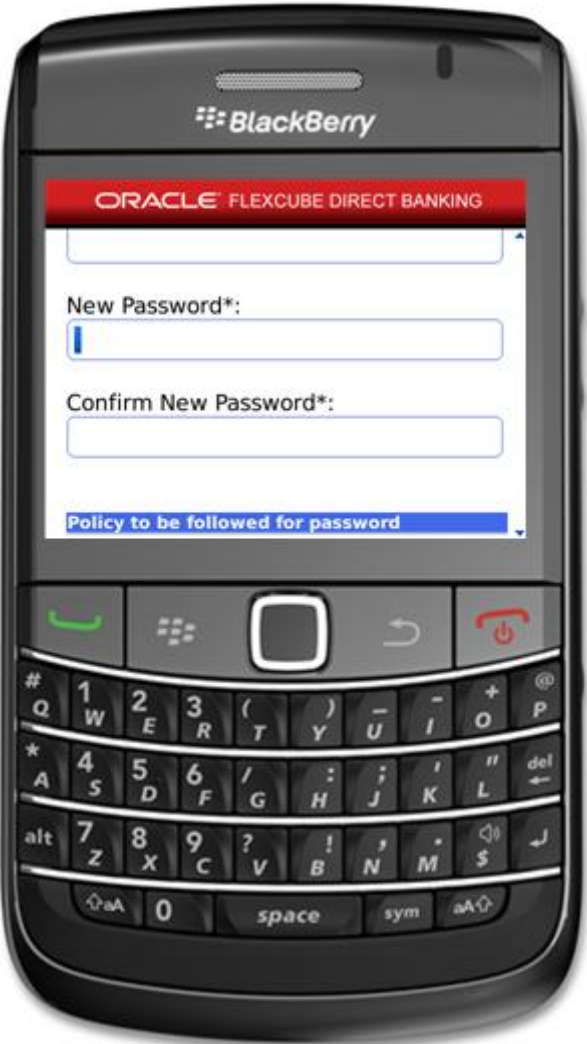 BlackBerry
ORACLE FLEXCUBE DIRECT BANKING
New Password*:
Confirm New Password*:
Policy to be followed for password
# Q 1 W 2 E 3 R ( T ) Y _ U - I + O @ P
* A 4 S 5 D 6 F / G : H ; J ' K " L del
alt 7 Z 8 X 9 C ? V ! B , N . M $
aA 0 space sym aA